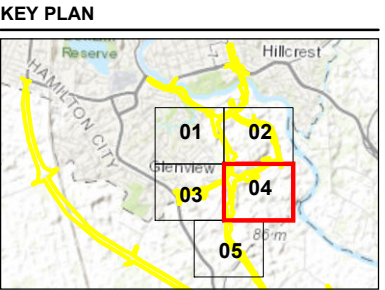 KEY PLAN
Reserve
Hillcrest
HAMILTON CITY
01
02
Glenview
03
04
86 m
05